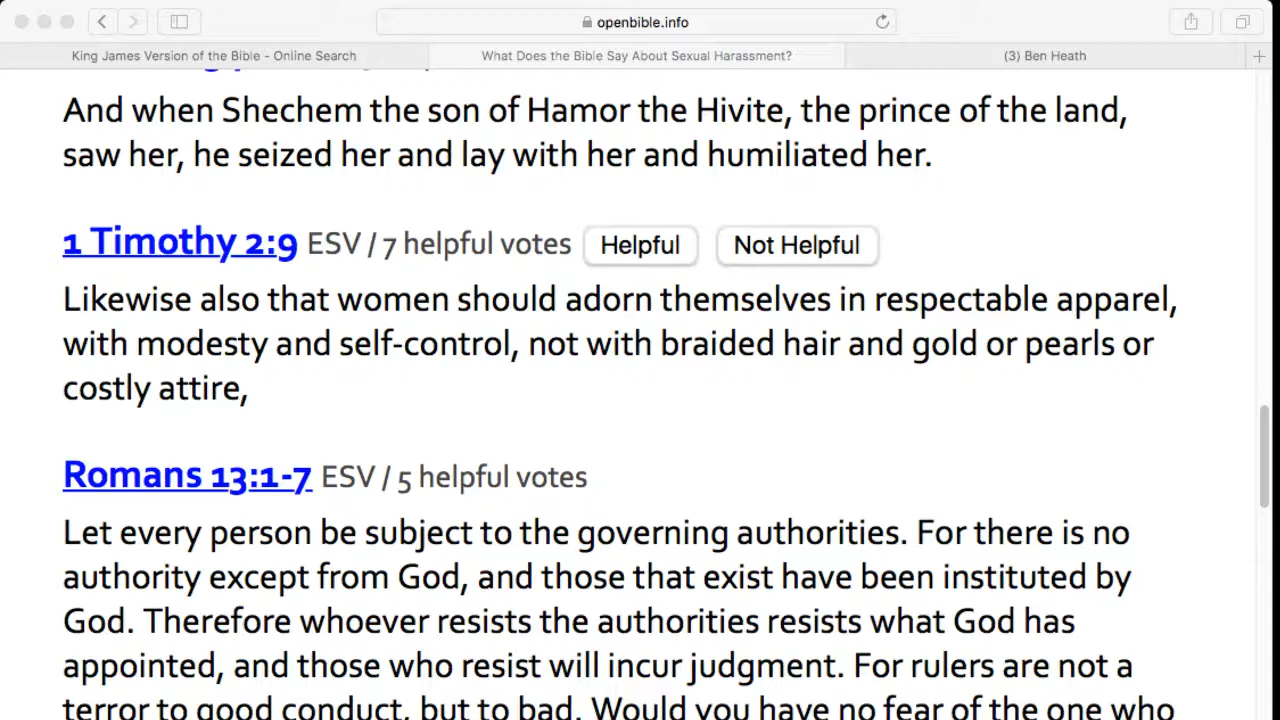 openbible.info
King James Version of the Bible - Online Search
What Does the Bible Say About Sexual Harassment?
(3) Ben Heath
And when Shechem the son of Hamor the Hivite, the prince of the land,
saw her, he seized her and lay with her and humiliated her.
1 Timothy 2:9 ESV / 7 helpful votes Helpful Not Helpful
Likewise also that women should adorn themselves in respectable apparel,
with modesty and self-control, not with braided hair and gold or pearls or
costly attire,
Romans 13:1-7 ESV / 5 helpful votes
Let every person be subject to the governing authorities. For there is no
authority except from God, and those that exist have been instituted by
God. Therefore whoever resists the authorities resists what God has
appointed, and those who resist will incur judgment. For rulers are not a
terror to good conduct, but to bad. Would you have no fear of the one who